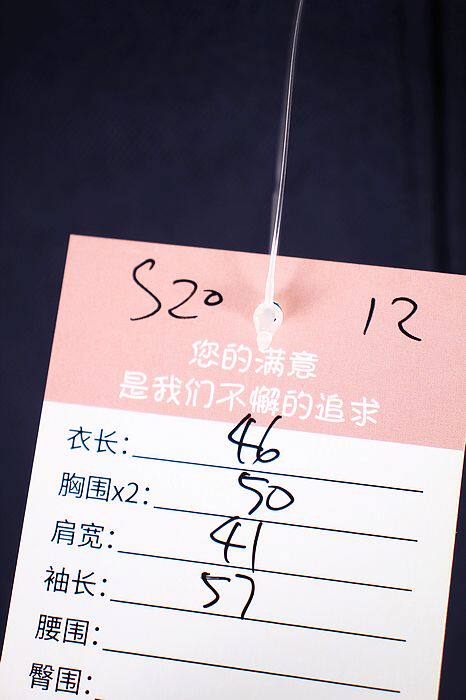 S20 12
您的满意
是我们不懈的追求
衣长: 46
胸围x2: 50
肩宽: 41
袖长: 57
腰围:
臀围: